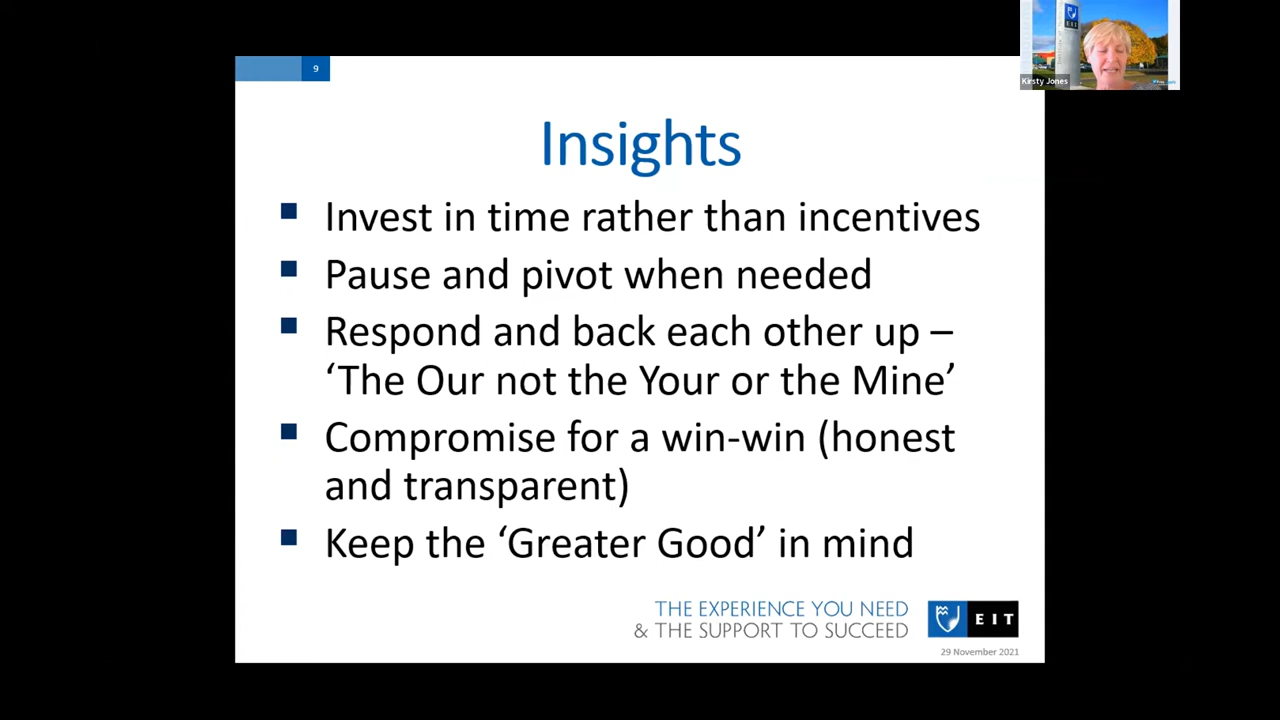 9
Insights
Invest in time rather than incentives
Pause and pivot when needed
Respond and back each other up –
‘The Our not the Your or the Mine’
Compromise for a win-win (honest
and transparent)
Keep the ‘Greater Good’ in mind
THE EXPERIENCE YOU NEED
& THE SUPPORT TO SUCCEED
EIT
29 November 2021
EIT
Kirsty Jones